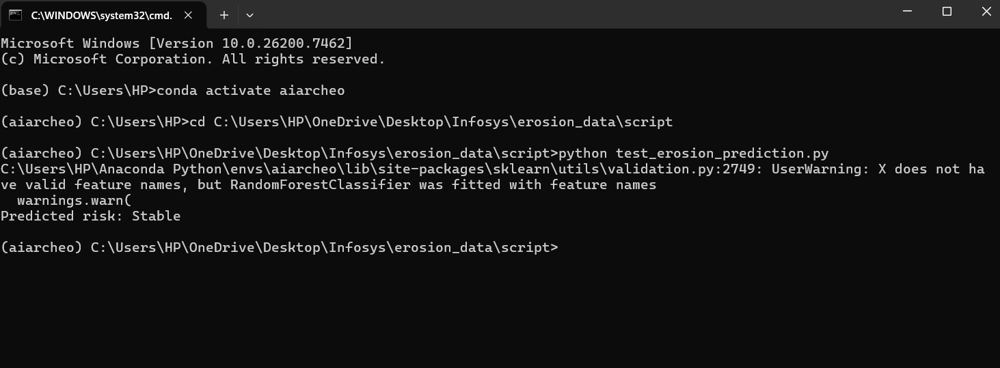 C:\WINDOWS\system32\cmd.
Microsoft Windows [Version 10.0.26200.7462]
(c) Microsoft Corporation. All rights reserved.
(base) C:\Users\HP>conda activate aiarcheo
(aiarcheo) C:\Users\HP>cd C:\Users\HP\OneDrive\Desktop\Infosys\erosion_data\script
(aiarcheo) C:\Users\HP\OneDrive\Desktop\Infosys\erosion_data\script>python test_erosion_prediction.py
C:\Users\HP\Anaconda Python\envs\aiarcheo\lib\site-packages\sklearn\utils\validation.py:2749: UserWarning: X does not ha
ve valid feature names, but RandomForestClassifier was fitted with feature names
  warnings.warn(
Predicted risk: Stable
(aiarcheo) C:\Users\HP\OneDrive\Desktop\Infosys\erosion_data\script>